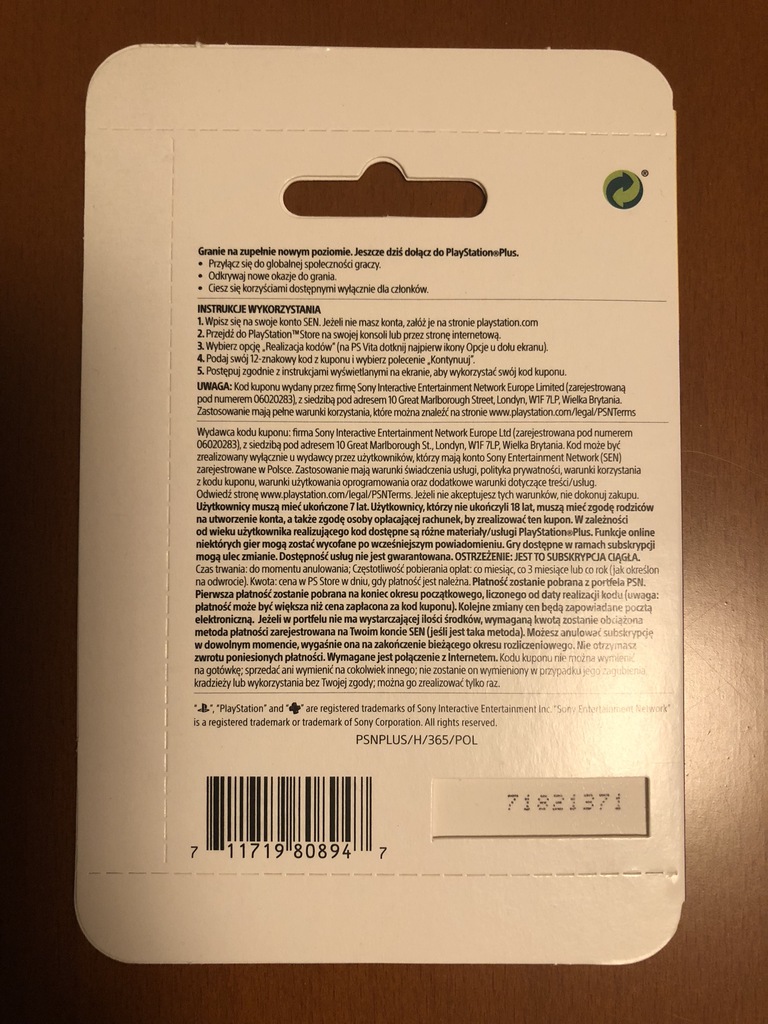 ®
Granie na zupełnie nowym poziomie. Jeszcze dziś dołącz do PlayStation®Plus.
• Przyłącz się do globalnej społeczności graczy.
• Odkrywaj nowe okazje do grania.
• Ciesz się korzyściami dostępnymi wyłącznie dla członków.
INSTRUKCJE WYKORZYSTANIA
1. Wpisz się na swoje konto SEN. Jeżeli nie masz konta, załóż je na stronie playstation.com
2. Przejdź do PlayStation™Store na swojej konsoli lub przez stronę internetową.
3. Wybierz opcję „Realizacja kodów” (na PS Vita dotknij najpierw ikony Opcje u dołu ekranu).
4. Podaj swój 12-znakowy kod z kuponu i wybierz polecenie „Kontynuuj”.
5. Postępuj zgodnie z instrukcjami wyświetlanymi na ekranie, aby wykorzystać swój kod kuponu.
UWAGA: Kod kuponu wydany przez firmę Sony Interactive Entertainment Network Europe Limited (zarejestrowaną
pod numerem 06020283), z siedzibą pod adresem 10 Great Marlborough Street, Londyn, W1F 7LP, Wielka Brytania.
Zastosowanie mają pełne warunki korzystania, które można znaleźć na stronie www.playstation.com/legal/PSNTerms
Wydawca kodu kuponu: firma Sony Interactive Entertainment Network Europe Ltd (zarejestrowana pod numerem
06020283), z siedzibą pod adresem 10 Great Marlborough St., Londyn, W1F 7LP, Wielka Brytania. Kod może być
zrealizowany wyłącznie u wydawcy przez użytkowników, którzy mają konto Sony Entertainment Network (SEN)
zarejestrowane w Polsce. Zastosowanie mają warunki świadczenia usługi, polityka prywatności, warunki korzystania
z kodu kuponu, warunki użytkowania oprogramowania oraz dodatkowe warunki dotyczące treści/usług.
Odwiedź stronę www.playstation.com/legal/PSNTerms. Jeżeli nie akceptujesz tych warunków, nie dokonuj zakupu.
Użytkownicy muszą mieć ukończone 7 lat. Użytkownicy, którzy nie ukończyli 18 lat, muszą mieć zgodę rodziców
na utworzenie konta, a także zgodę osoby opłacającej rachunek, by zrealizować ten kupon. W zależności
od wieku użytkownika realizującego kod dostępne są różne materiały/usługi PlayStation®Plus. Funkcje online
niektórych gier mogą zostać wycofane po wcześniejszym powiadomieniu. Gry dostępne w ramach subskrypcji
mogą ulec zmianie. Dostępność usług nie jest gwarantowana. OSTRZEŻENIE: JEST TO SUBSKRYPCJA CIĄGŁA.
Czas trwania: do momentu anulowania; Częstotliwość pobierania opłat: co miesiąc, co 3 miesiące lub co rok (jak określon
na odwrocie). Kwota: cena w PS Store w dniu, gdy płatność jest należna. Płatność zostanie pobrana z portfela PSN.
Pierwsza płatność zostanie pobrana na koniec okresu początkowego, liczonego od daty realizacji kodu (uwaga:
płatność może być większa niż cena zapłacona za kod kuponu). Kolejne zmiany cen będą zapowiadane pocztą
elektroniczną. Jeżeli w portfelu nie ma wystarczającej ilości środków, wymaganą kwotą zostanie obciążona
metoda płatności zarejestrowana na Twoim koncie SEN (jeśli jest taka metoda). Możesz anulować subskrypcję
w dowolnym momencie, wygaśnie ona na zakończenie bieżącego okresu rozliczeniowego. Nie otrzymasz
zwrotu poniesionych płatności. Wymagane jest połączenie z Internetem. Kodu kuponu nie można wymienić
na gotówkę; sprzedać ani wymienić na cokolwiek innego; nie zostanie on wymieniony w przypadku jego zagubienia,
kradzieży lub wykorzystania bez Twojej zgody; można go zrealizować tylko raz.
" ", "PlayStation" and " " are registered trademarks of Sony Interactive Entertainment Inc. "Sony Entertainment Network"
is a registered trademark or trademark of Sony Corporation. All rights reserved.
PSNPLUS/H/365/POL
71821371
7 11719 80894 7